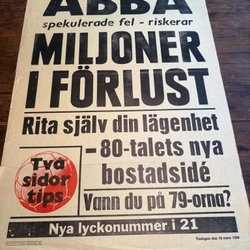 ABBA
spekulerade fel - riskerar
MILJONER
I FÖRLUST
Rita själv din lägenhet
- 80-talets nya
bostadsidé
Två
sidor
tips
Vann du på 79-orna?
Nya lyckonummer i 21